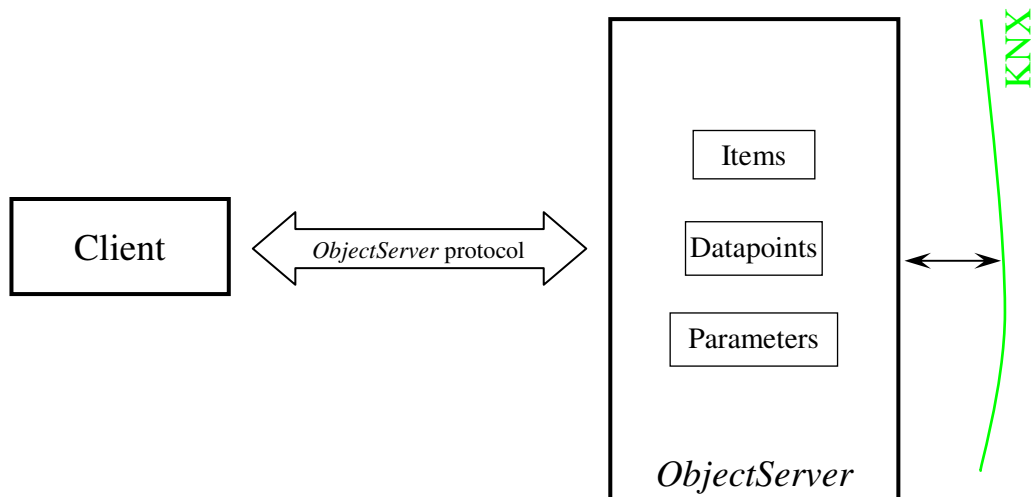 Client
ObjectServer protocol
Items
Datapoints
Parameters
ObjectServer
KNX